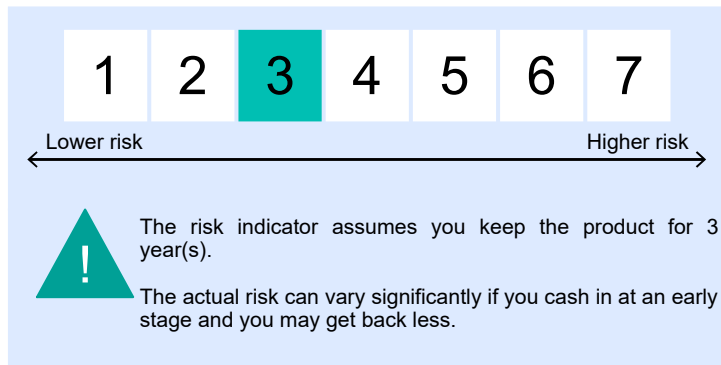 1 2 3 4 5 6 7
Lower risk Higher risk
!
The risk indicator assumes you keep the product for 3
year(s).
The actual risk can vary significantly if you cash in at an early
stage and you may get back less.